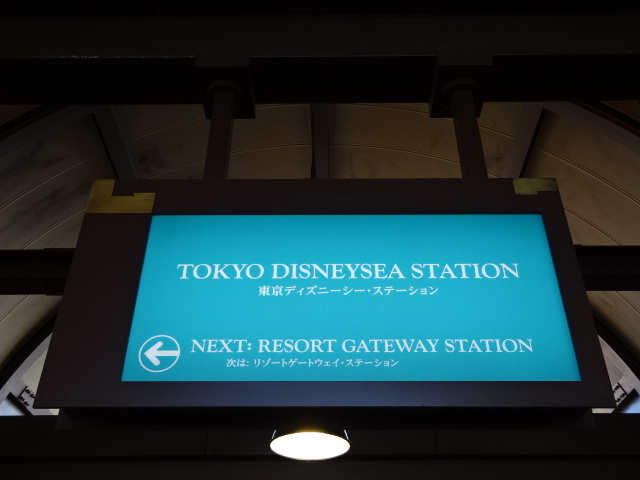 TOKYO DISNEYSEA STATION
東京ディズニーシー・ステーション
NEXT: RESORT GATEWAY STATION
次は: リゾートゲートウェイ・ステーション